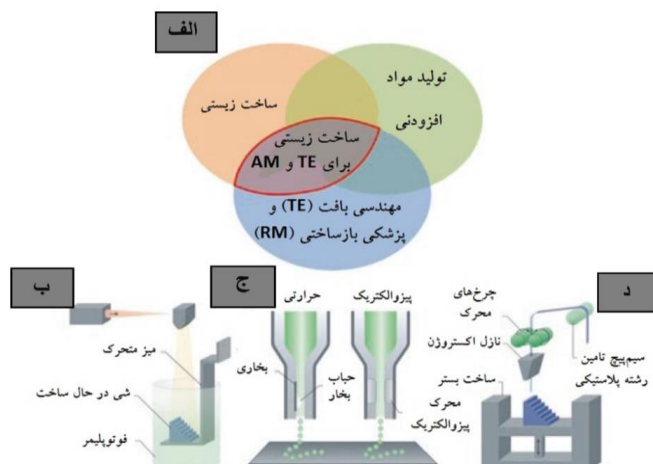 الف
تولید مواد
افزودنی
ساخت زیستی
ساخت زیستی
برای TE و AM
مهندسی بافت (TE) و
پزشکی بازساختی (RM)
ب
میز متحرک
شی در حال ساخت
فوتوپلیمر
ج
پیزوالکتریک
حرارتی
بخاری
حباب
بخار
محرک
پیزوالکتریک
د
چرخ‌های
محرک
نازل اکستروژن
سیم‌پیچ تامین
رشته پلاستیکی
ساخت بستر